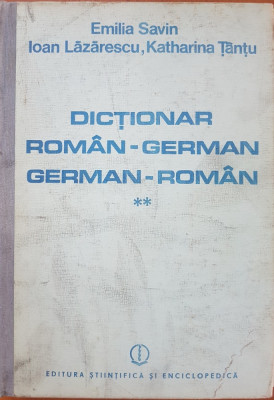 Emilia Savin
Ioan Lăzărescu, Katharina Țânțu
DICȚIONAR
ROMÂN-GERMAN
GERMAN-ROMÂN
**
EDITURA ȘTIINȚIFICĂ ȘI ENCICLOPEDICĂ